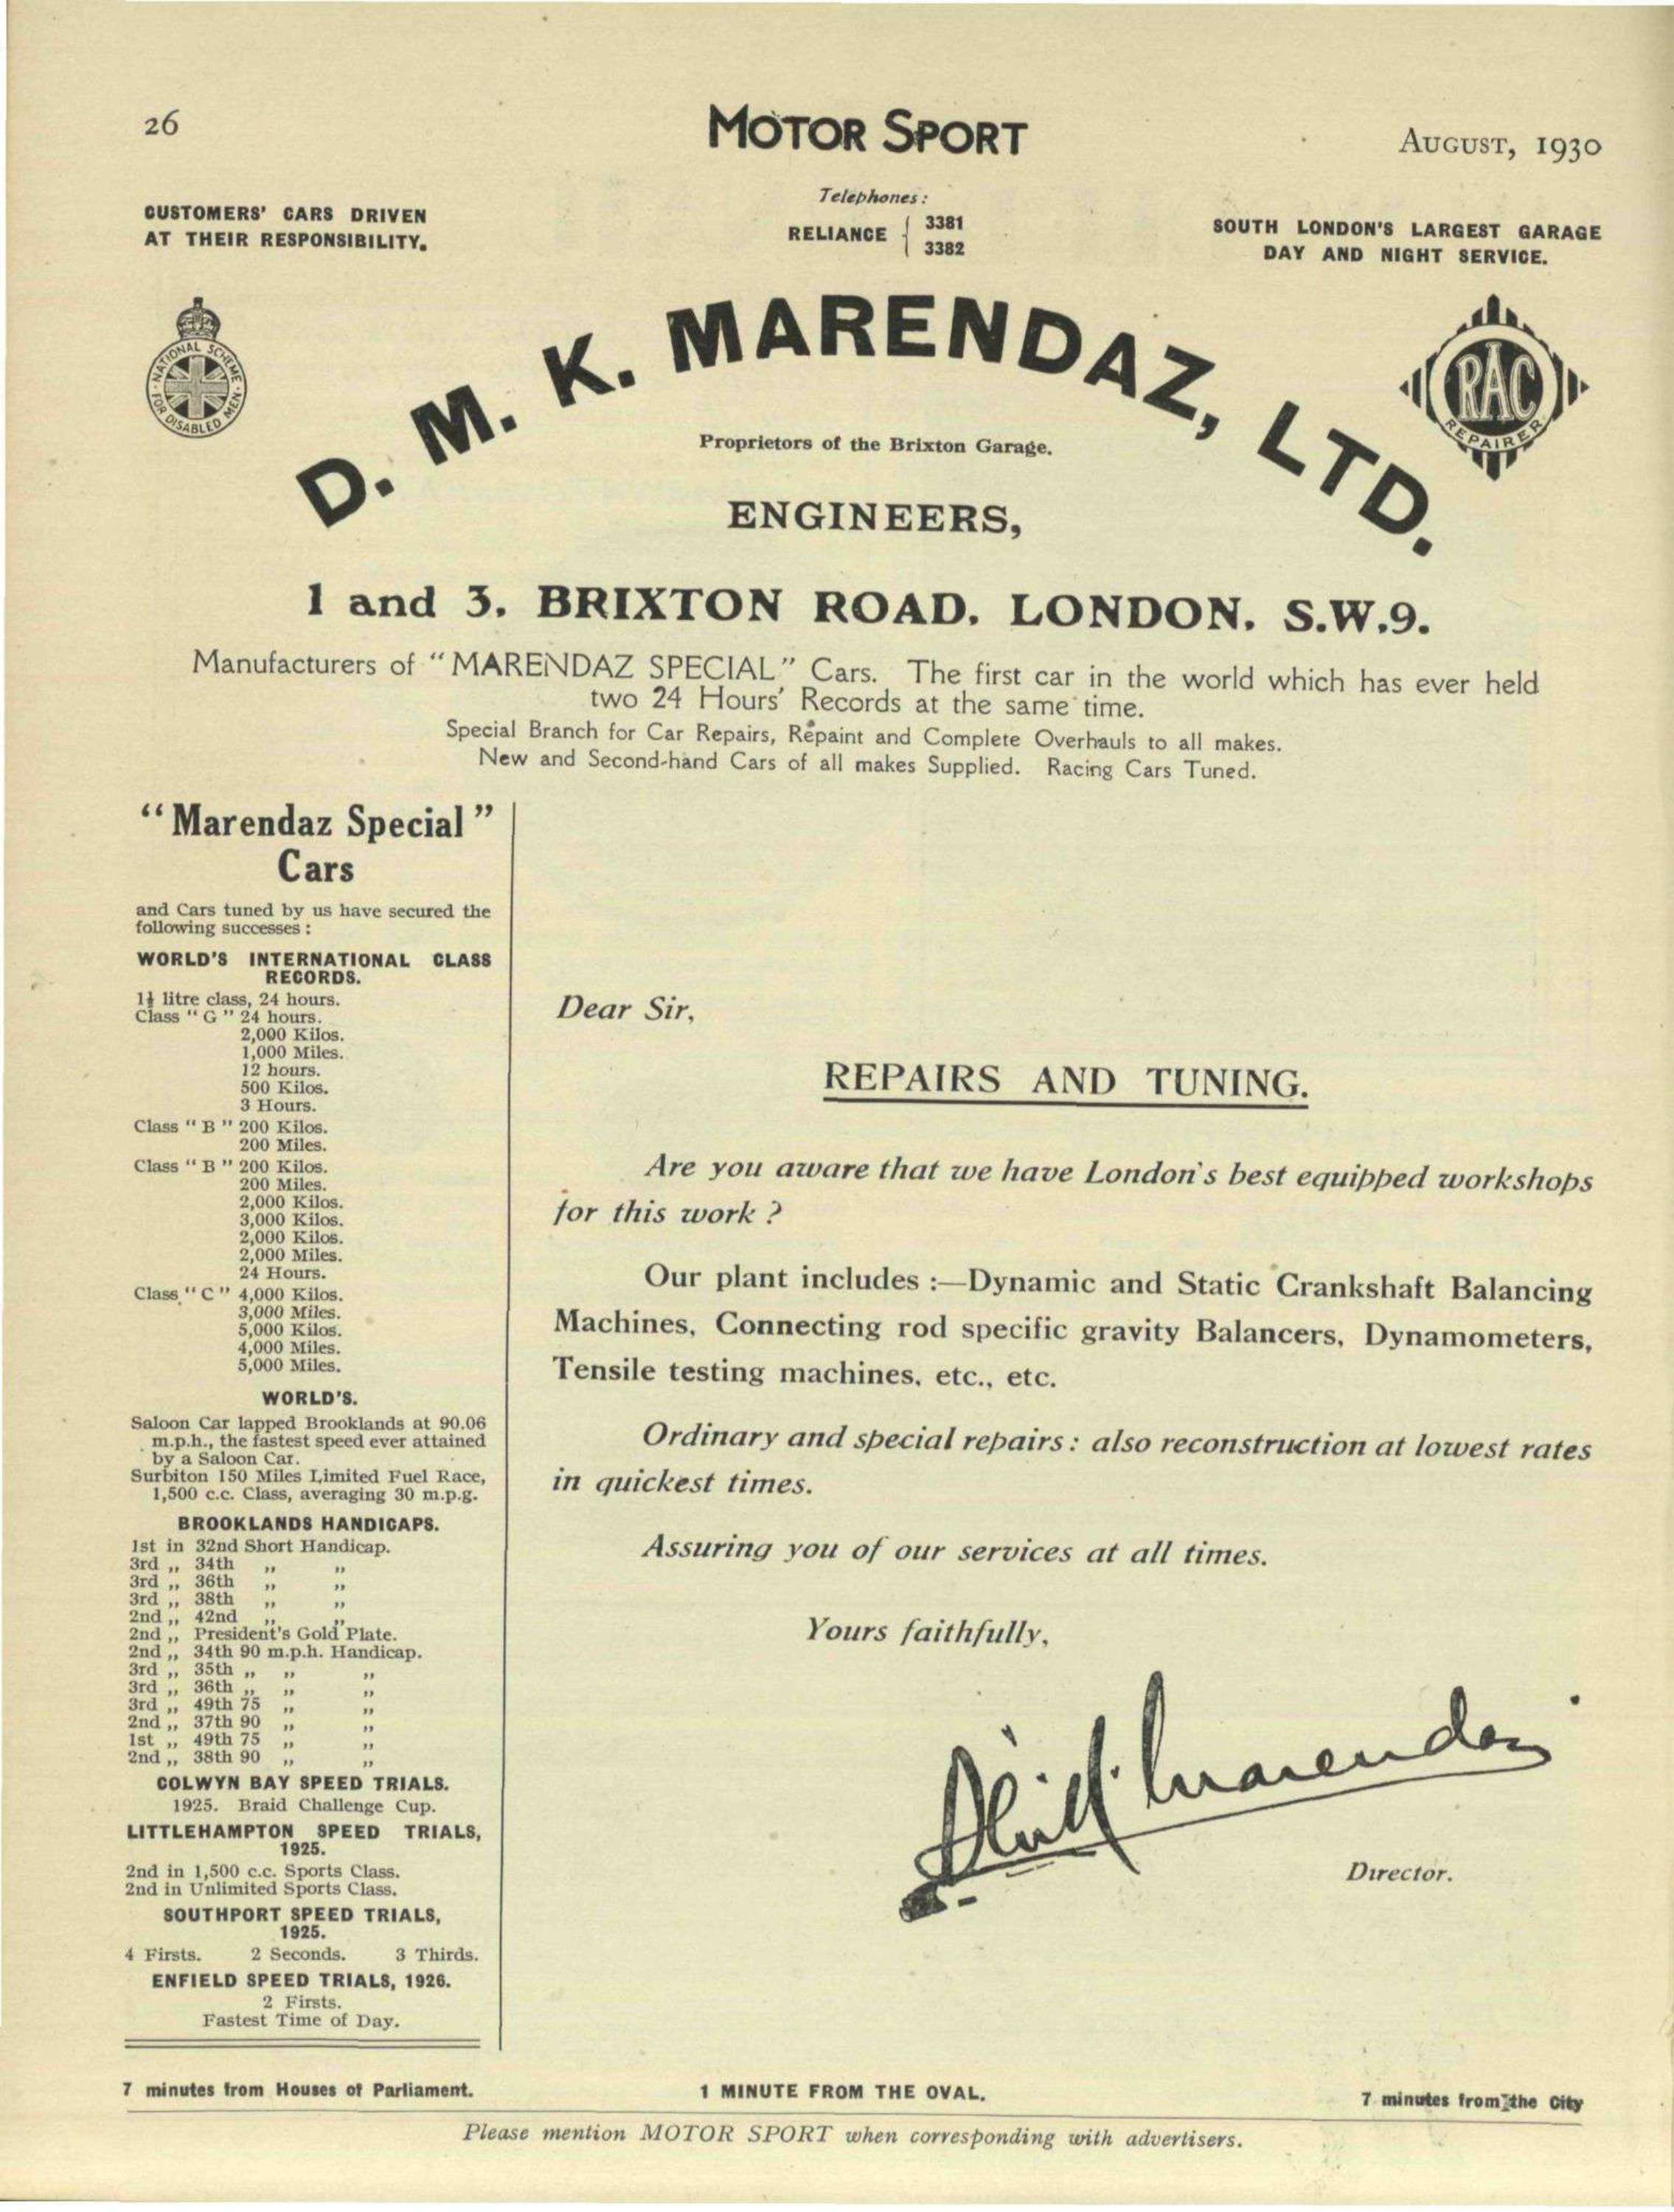 26
MOTOR SPORT
AUGUST, 1930
CUSTOMERS' CARS DRIVEN
AT THEIR RESPONSIBILITY.
Telephones:
RELIANCE { 3381
3382
SOUTH LONDON'S LARGEST GARAGE
DAY AND NIGHT SERVICE.
NATIONAL SCHEME FOR DISABLED MEN
RAC
REPAIRER
D. M. K. MARENDAZ, LTD.
Proprietors of the Brixton Garage.
ENGINEERS,
1 and 3. BRIXTON ROAD. LONDON. S.W.9.
Manufacturers of "MARENDAZ SPECIAL" Cars. The first car in the world which has ever held
two 24 Hours' Records at the same time.
Special Branch for Car Repairs, Repaint and Complete Overhauls to all makes.
New and Second-hand Cars of all makes Supplied. Racing Cars Tuned.
"Marendaz Special"
Cars
and Cars tuned by us have secured the
following successes :
WORLD'S INTERNATIONAL CLASS
RECORDS.
1½ litre class, 24 hours.
Class "G" 24 hours.
2,000 Kilos.
1,000 Miles.
12 hours.
500 Kilos.
3 Hours.
Class "B" 200 Kilos.
200 Miles.
Class "B" 200 Kilos.
200 Miles.
2,000 Kilos.
3,000 Kilos.
2,000 Kilos.
2,000 Miles.
24 Hours.
Class "C" 4,000 Kilos.
3,000 Miles.
5,000 Kilos.
4,000 Miles.
5,000 Miles.
WORLD'S.
Saloon Car lapped Brooklands at 90.06
m.p.h., the fastest speed ever attained
by a Saloon Car.
Surbiton 150 Miles Limited Fuel Race,
1,500 c.c. Class, averaging 30 m.p.g.
BROOKLANDS HANDICAPS.
1st in 32nd Short Handicap.
3rd ,, 34th ,, ,,
3rd ,, 36th ,, ,,
3rd ,, 38th ,, ,,
2nd ,, 42nd ,, ,,
2nd ,, President's Gold Plate.
2nd ,, 34th 90 m.p.h. Handicap.
3rd ,, 35th ,, ,, ,,
3rd ,, 36th ,, ,, ,,
3rd ,, 49th 75 ,, ,,
2nd ,, 37th 90 ,, ,,
1st ,, 49th 75 ,, ,,
2nd ,, 38th 90 ,, ,,
COLWYN BAY SPEED TRIALS.
1925. Braid Challenge Cup.
LITTLEHAMPTON SPEED TRIALS,
1925.
2nd in 1,500 c.c. Sports Class.
2nd in Unlimited Sports Class.
SOUTHPORT SPEED TRIALS,
1925.
4 Firsts. 2 Seconds. 3 Thirds.
ENFIELD SPEED TRIALS, 1926.
2 Firsts.
Fastest Time of Day.
Dear Sir,
REPAIRS AND TUNING.
Are you aware that we have London's best equipped workshops
for this work ?
Our plant includes :—Dynamic and Static Crankshaft Balancing
Machines, Connecting rod specific gravity Balancers, Dynamometers,
Tensile testing machines, etc., etc.
Ordinary and special repairs : also reconstruction at lowest rates
in quickest times.
Assuring you of our services at all times.
Yours faithfully,
Marendaz
Director.
7 minutes from Houses of Parliament.
1 MINUTE FROM THE OVAL.
7 minutes from the City
Please mention MOTOR SPORT when corresponding with advertisers.